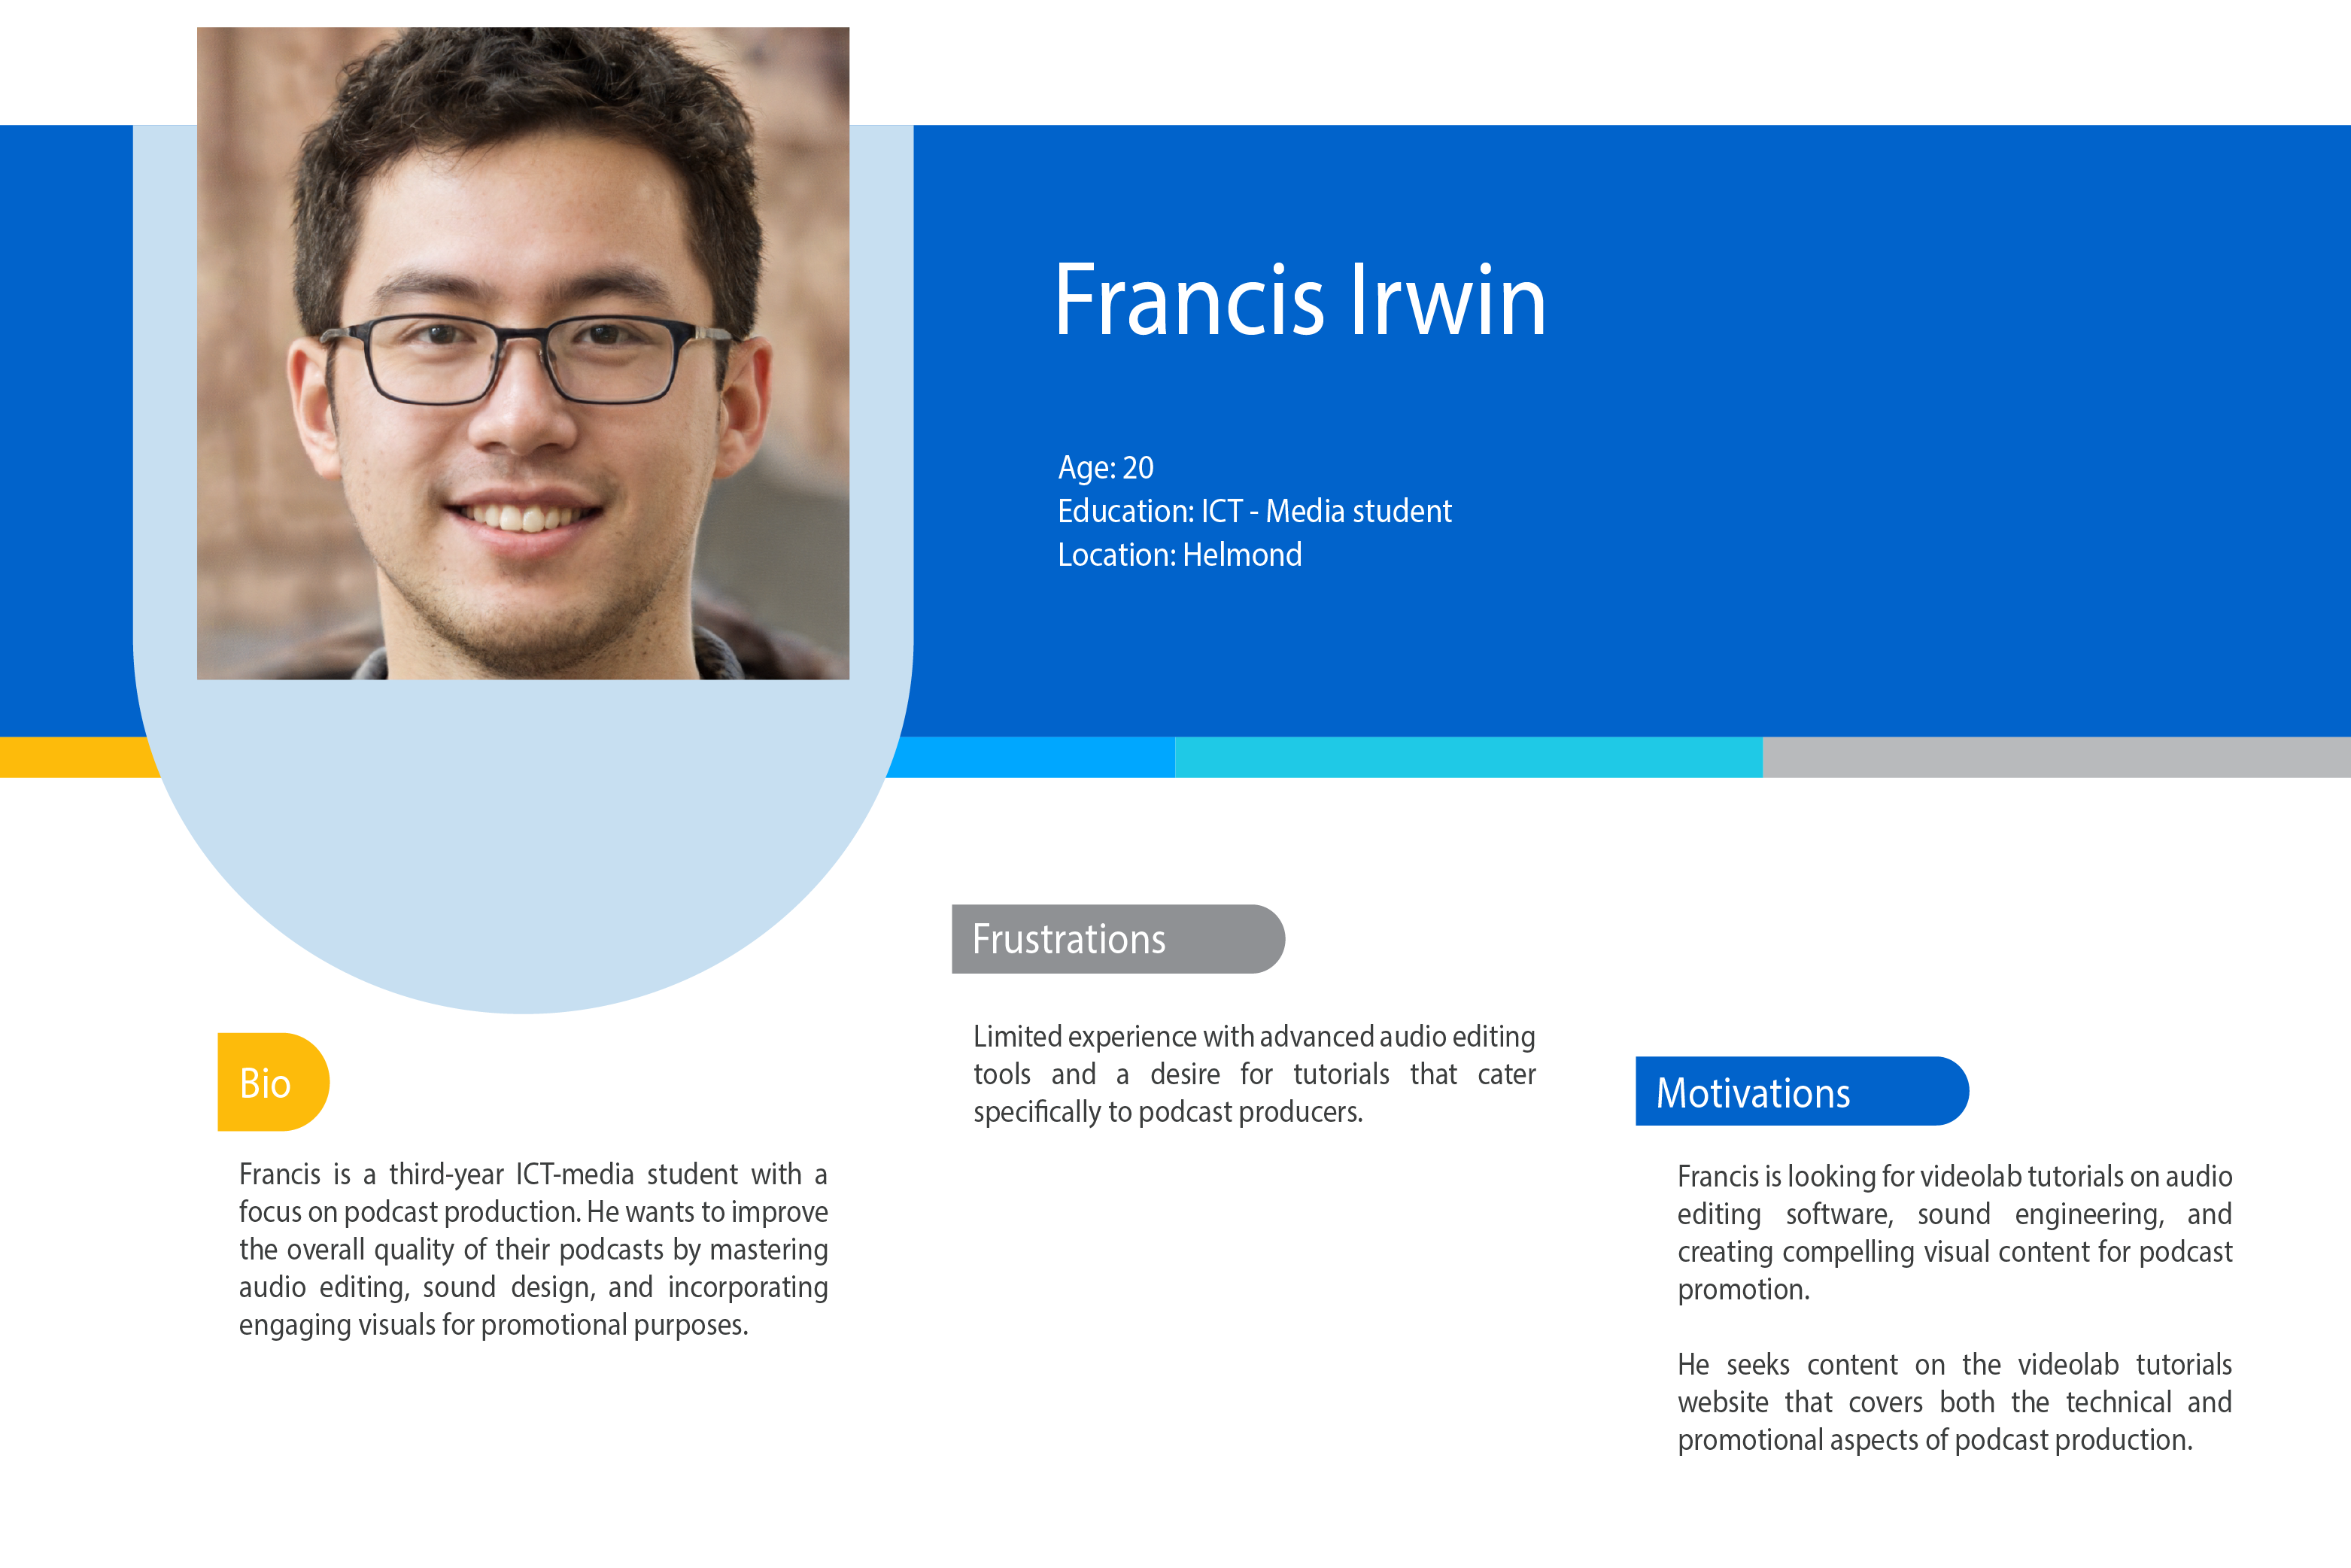 Francis Irwin
Age: 20
Education: ICT - Media student
Location: Helmond
Bio
Francis is a third-year ICT-media student with a
focus on podcast production. He wants to improve
the overall quality of their podcasts by mastering
audio editing, sound design, and incorporating
engaging visuals for promotional purposes.
Frustrations
Limited experience with advanced audio editing
tools and a desire for tutorials that cater
specifically to podcast producers.
Motivations
Francis is looking for videolab tutorials on audio
editing software, sound engineering, and
creating compelling visual content for podcast
promotion.
He seeks content on the videolab tutorials
website that covers both the technical and
promotional aspects of podcast production.